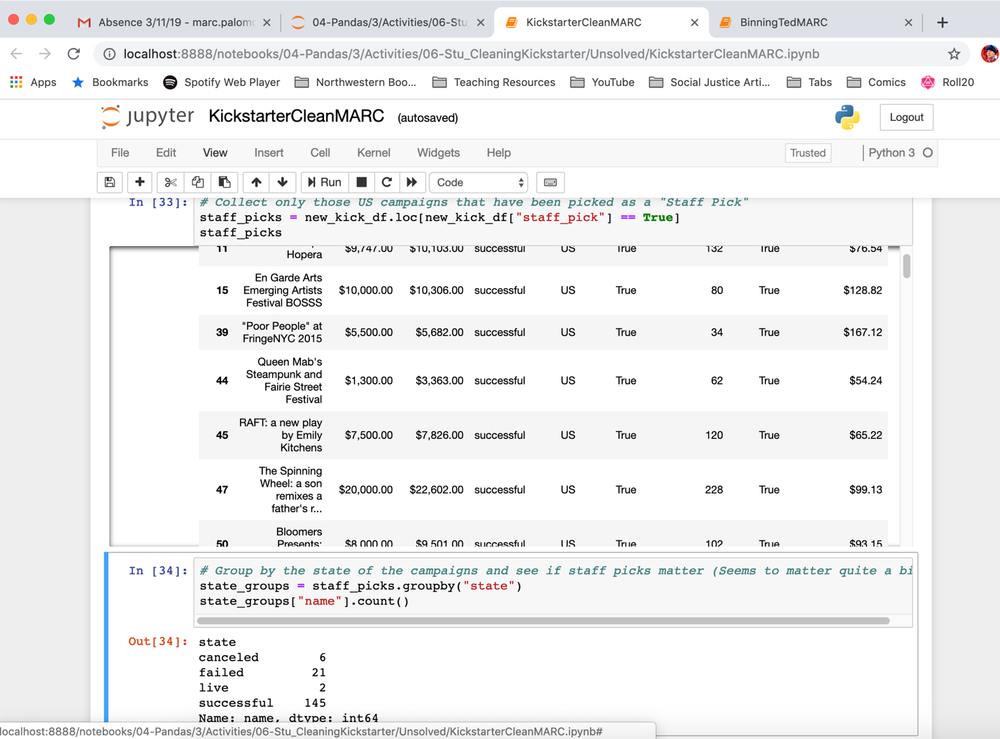 Absence 3/11/19 - marc.palomo
04-Pandas/3/Activities/06-Stu_
KickstarterCleanMARC
BinningTedMARC
localhost:8888/notebooks/04-Pandas/3/Activities/06-Stu_CleaningKickstarter/Unsolved/KickstarterCleanMARC.ipynb
Apps Bookmarks Spotify Web Player Northwestern Boo... Teaching Resources YouTube Social Justice Arti... Tabs Comics Roll20
jupyter KickstarterCleanMARC (autosaved) Logout
File Edit View Insert Cell Kernel Widgets Help Trusted Python 3
Run Code
In [33]: # Collect only those US campaigns that have been picked as a "Staff Pick"
staff_picks = new_kick_df.loc[new_kick_df["staff_pick"] == True]
staff_picks
11 Hopera $9,747.00 $10,103.00 successful US True 132 True $76.54
En Garde Arts
15 Emerging Artists $10,000.00 $10,306.00 successful US True 80 True $128.82
Festival BOSSS
39 "Poor People" at $5,500.00 $5,682.00 successful US True 34 True $167.12
FringeNYC 2015
Queen Mab's
44 Steampunk and $1,300.00 $3,363.00 successful US True 62 True $54.24
Fairie Street
Festival
RAFT: a new play
45 by Emily $7,500.00 $7,826.00 successful US True 120 True $65.22
Kitchens
The Spinning
47 Wheel: a son $20,000.00 $22,602.00 successful US True 228 True $99.13
remixes a
father's r...
Bloomers
50 Presents: $8,000.00 $9,501.00 successful US True 102 True $93.15
In [34]: # Group by the state of the campaigns and see if staff picks matter (Seems to matter quite a bi
state_groups = staff_picks.groupby("state")
state_groups["name"].count()
Out[34]: state
canceled 6
failed 21
live 2
successful 145
Name: name, dtype: int64
localhost:8888/notebooks/04-Pandas/3/Activities/06-Stu_CleaningKickstarter/Unsolved/KickstarterCleanMARC.ipynb#